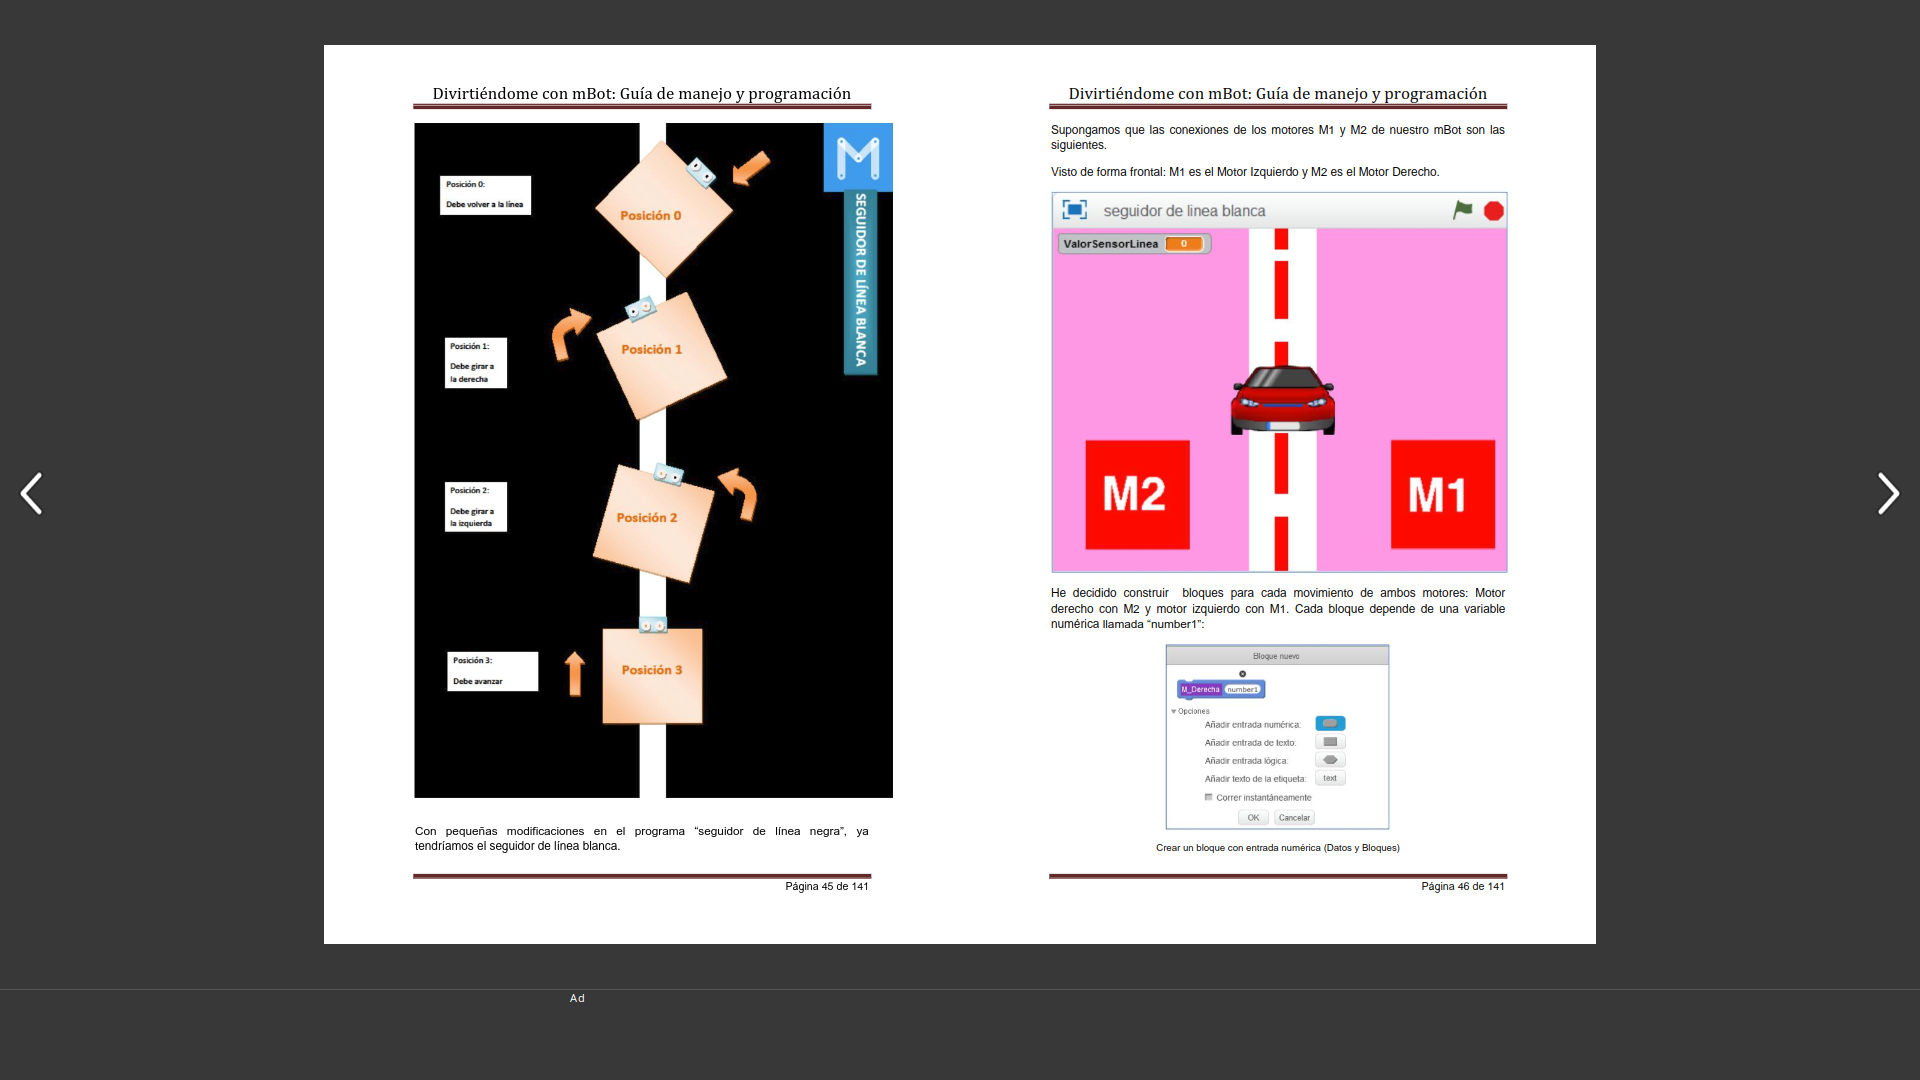 Divirtiéndome con mBot: Guía de manejo y programación
M
SEGUIDOR DE LÍNEA BLANCA
Posición 0:
Debe volver a la línea
Posición 0
Posición 1:
Debe girar a
la derecha
Posición 1
Posición 2:
Debe girar a
la izquierda
Posición 2
Posición 3:
Debe avanzar
Posición 3
Con pequeñas modificaciones en el programa “seguidor de línea negra”, ya
tendríamos el seguidor de línea blanca.
Página 45 de 141
Divirtiéndome con mBot: Guía de manejo y programación
Supongamos que las conexiones de los motores M1 y M2 de nuestro mBot son las
siguientes.
Visto de forma frontal: M1 es el Motor Izquierdo y M2 es el Motor Derecho.
seguidor de linea blanca
ValorSensorLinea 0
M2
M1
He decidido construir bloques para cada movimiento de ambos motores: Motor
derecho con M2 y motor izquierdo con M1. Cada bloque depende de una variable
numérica llamada “number1”:
Bloque nuevo
M_Derecha number1
Opciones
Añadir entrada numérica:
Añadir entrada de texto:
Añadir entrada lógica:
Añadir texto de la etiqueta: text
Correr instantáneamente
OK Cancelar
Crear un bloque con entrada numérica (Datos y Bloques)
Página 46 de 141
Ad